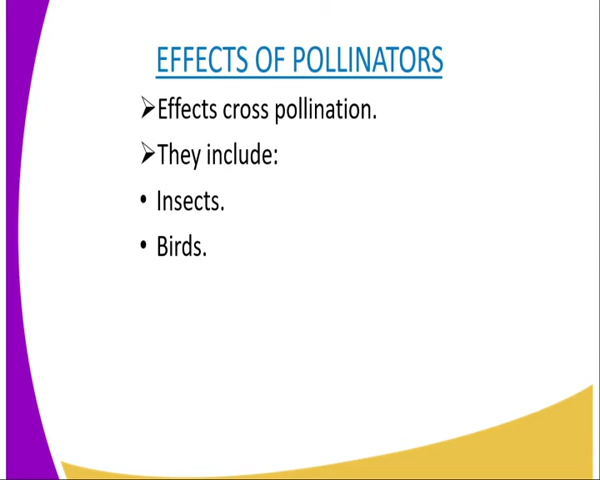 EFFECTS OF POLLINATORS
➢Effects cross pollination.
➢They include:
• Insects.
• Birds.